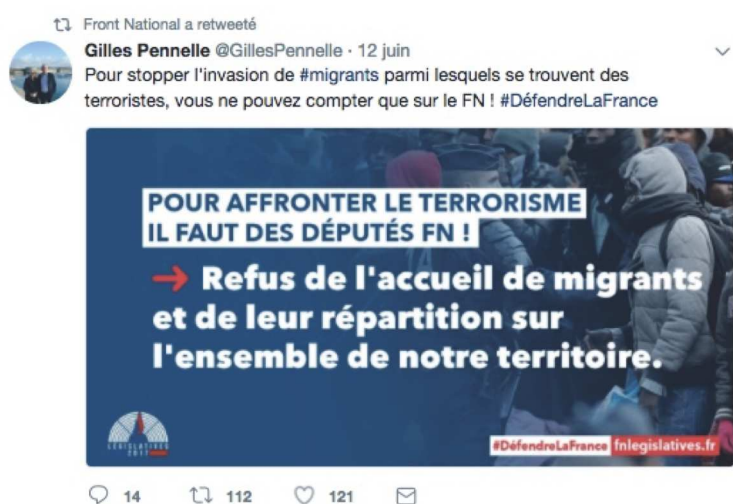 Front National a retweeté
Gilles Pennelle @GillesPennelle · 12 juin
Pour stopper l'invasion de #migrants parmi lesquels se trouvent des
terroristes, vous ne pouvez compter que sur le FN ! #DéfendreLaFrance
POUR AFFRONTER LE TERRORISME
IL FAUT DES DÉPUTÉS FN !
→ Refus de l'accueil de migrants
et de leur répartition sur
l'ensemble de notre territoire.
LÉGISLATIVES
2017
#DéfendreLaFrance fnlegislatives.fr
14 112 121